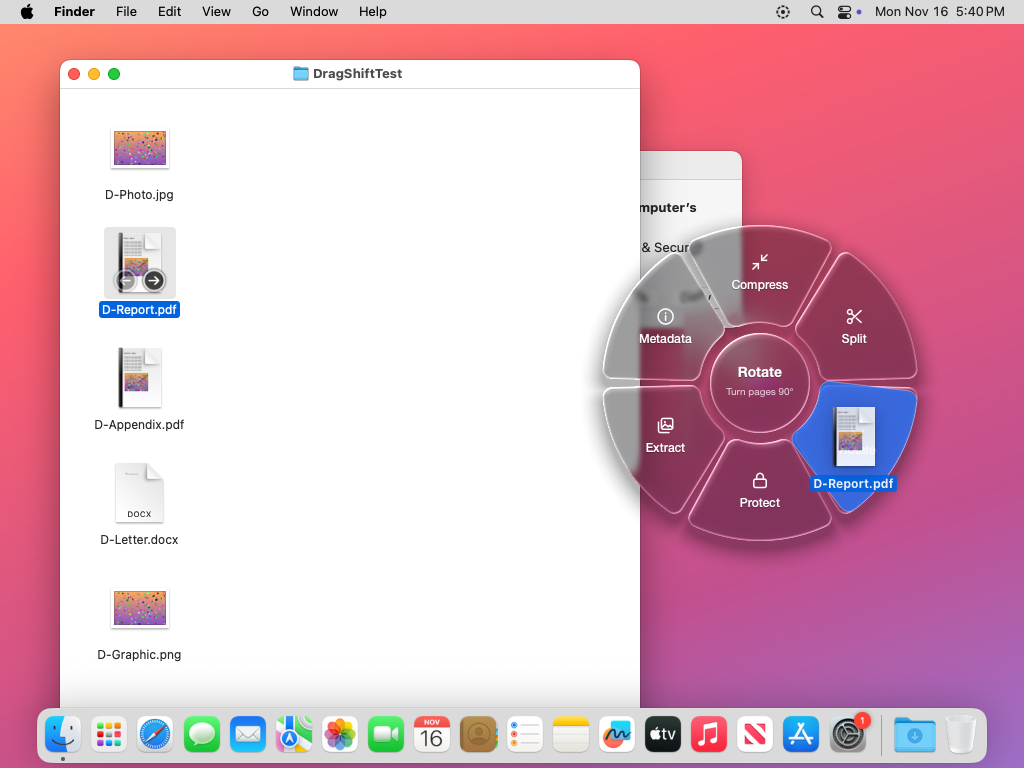 Finder File Edit View Go Window Help
Mon Nov 16 5:40 PM
DragShiftTest
D-Photo.jpg
D-Report.pdf
D-Appendix.pdf
DOCX
D-Letter.docx
D-Graphic.png
mputer's
& Secur
Compress
Metadata
Split
Rotate
Turn pages 90°
Extract
Protect
D-Report.pdf
NOV
16
tv
1